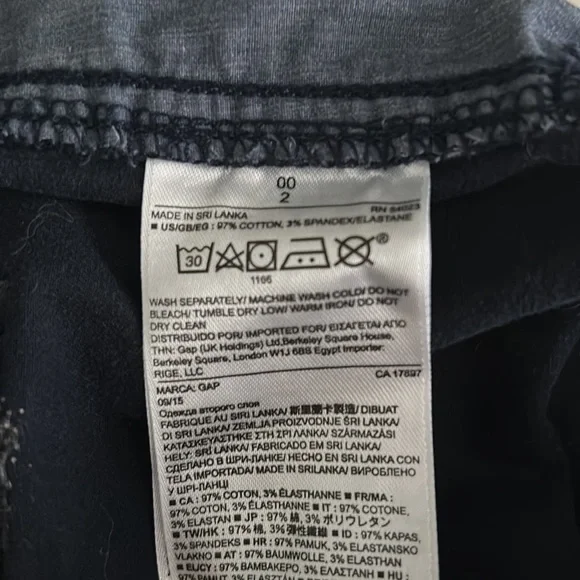 00
2
RN 54023
MADE IN SRI LANKA
■ US/GB/EG : 97% COTTON, 3% SPANDEX/ELASTANE
30
®
1105
WASH SEPARATELY/ MACHINE WASH COLD/ DO NOT
BLEACH/ TUMBLE DRY LOW/ WARM IRON/ DO NOT
DRY CLEAN
DISTRIBUIDO POR/ IMPORTED FOR/ ΕΙΣΑΓΕΤΑΙ ΑΠΟ
ΤΗΝ: Gap (UK Holdings) Ltd,Berkeley Square House,
Berkeley Square, London W1J 6BS Egypt Importer:
RIGE, LLC
CA 17897
MARCA: GAP
09/15
Одежда второго слоя
FABRIQUE AU SRI LANKA/ 斯里蘭卡製造/ DIBUAT
DI SRI LANKA/ ZEMLJA PROIZVODNJE ŠRI LANKA/
ΚΑΤΑΣΚΕΥΑΣΤΗΚΕ ΣΤΗ ΣΡΙ ΛΑΝΚΑ/ SZÁRMAZÁSI
HELY: SRÍ LANKA/ FABRICADO EM SRI LANKA/
СДЕЛАНО В ШРИ-ЛАНКЕ/ HECHO EN SRI LANKA CON
TELA IMPORTADA/ MADE IN SRILANKA/ ВИРОБЛЕНО
У ШРІ-ЛАНЦІ
■ CA : 97% COTON, 3% ÉLASTHANNE ■ FR/MA :
97% COTON, 3% ÉLASTHANNE ■ IT : 97% COTONE,
3% ELASTAN ■ JP : 97% 綿, 3% ポリウレタン
■ TW/HK : 97% 棉, 3% 彈性纖維 ■ ID : 97% KAPAS,
3% SPANDEKS ■ HR : 97% PAMUK, 3% ELASTANSKO
VLAKNO ■ AT : 97% BAUMWOLLE, 3% ELASTHAN
■ EUCY : 97% ΒΑΜΒΑΚΕΡΟ, 3% ΕΛΑΣΤΑΝΗ ■ HU :
97% PAMUT, 3% ELASZTÁN